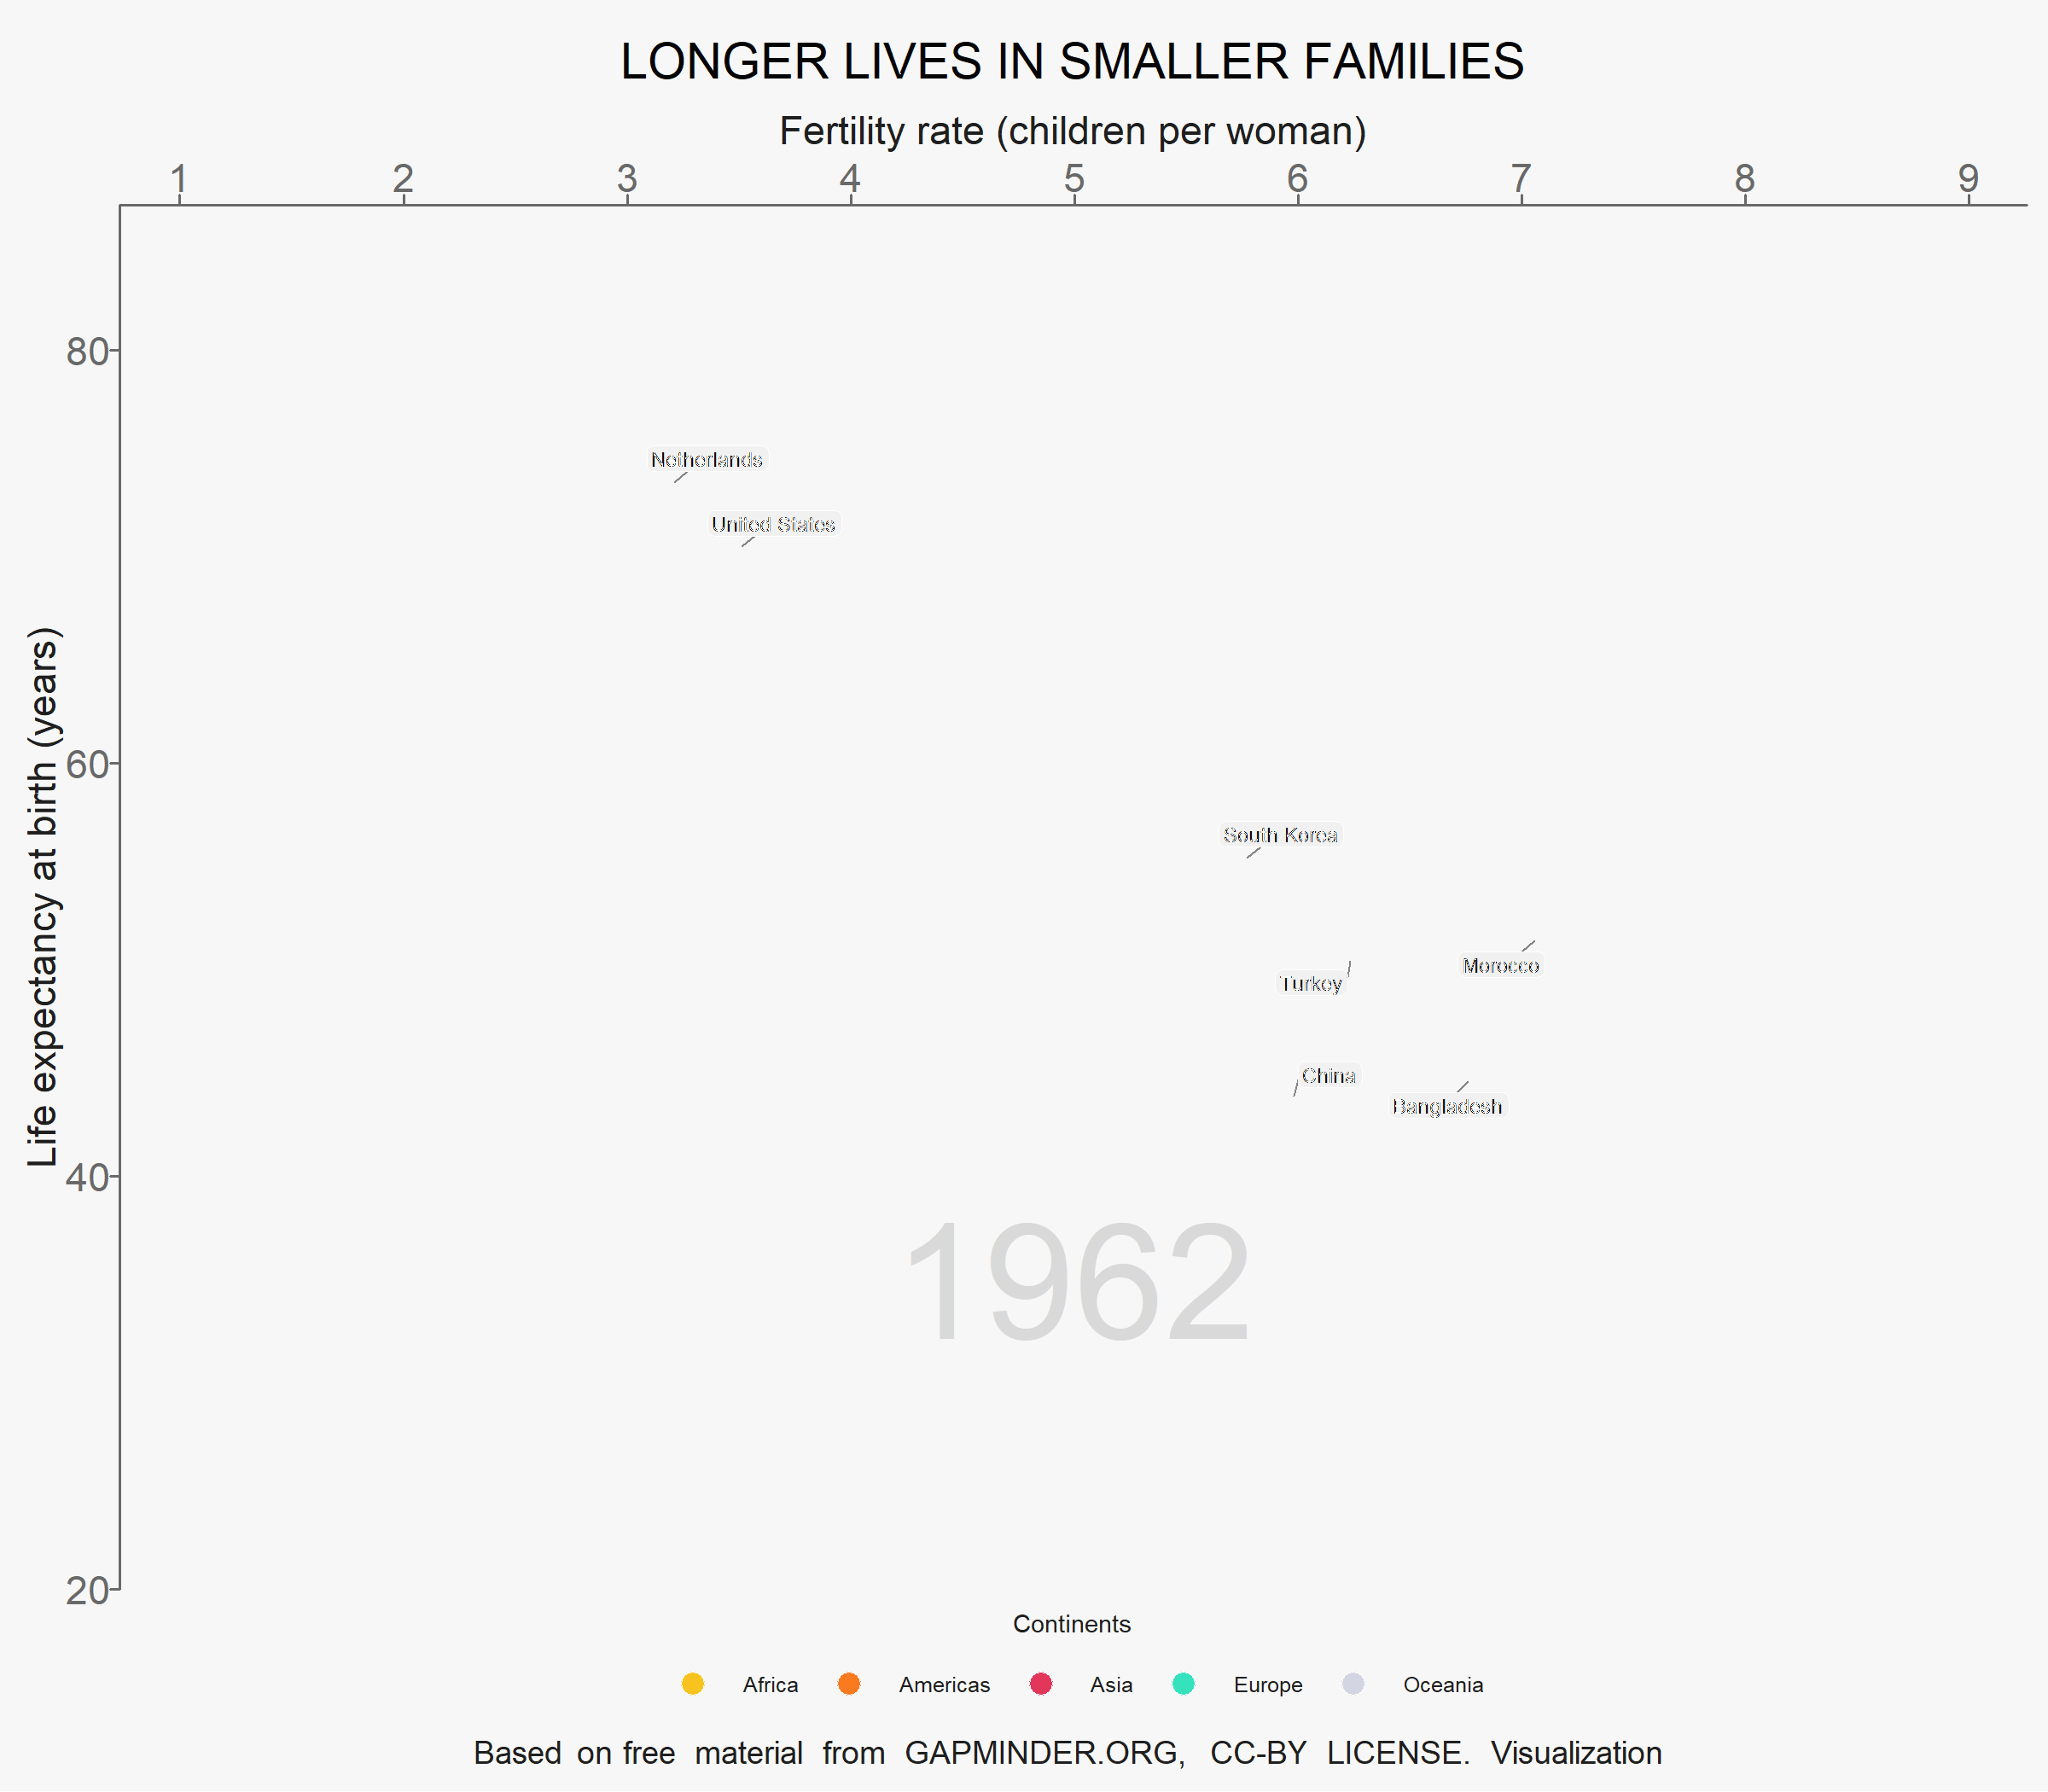 LONGER LIVES IN SMALLER FAMILIES
Fertility rate (children per woman)
1 2 3 4 5 6 7 8 9
Life expectancy at birth (years)
80
60
40
20
Netherlands
United States
South Korea
Morocco
Turkey
China
Bangladesh
1962
Continents
Africa Americas Asia Europe Oceania
Based on free material from GAPMINDER.ORG, CC-BY LICENSE. Visualization